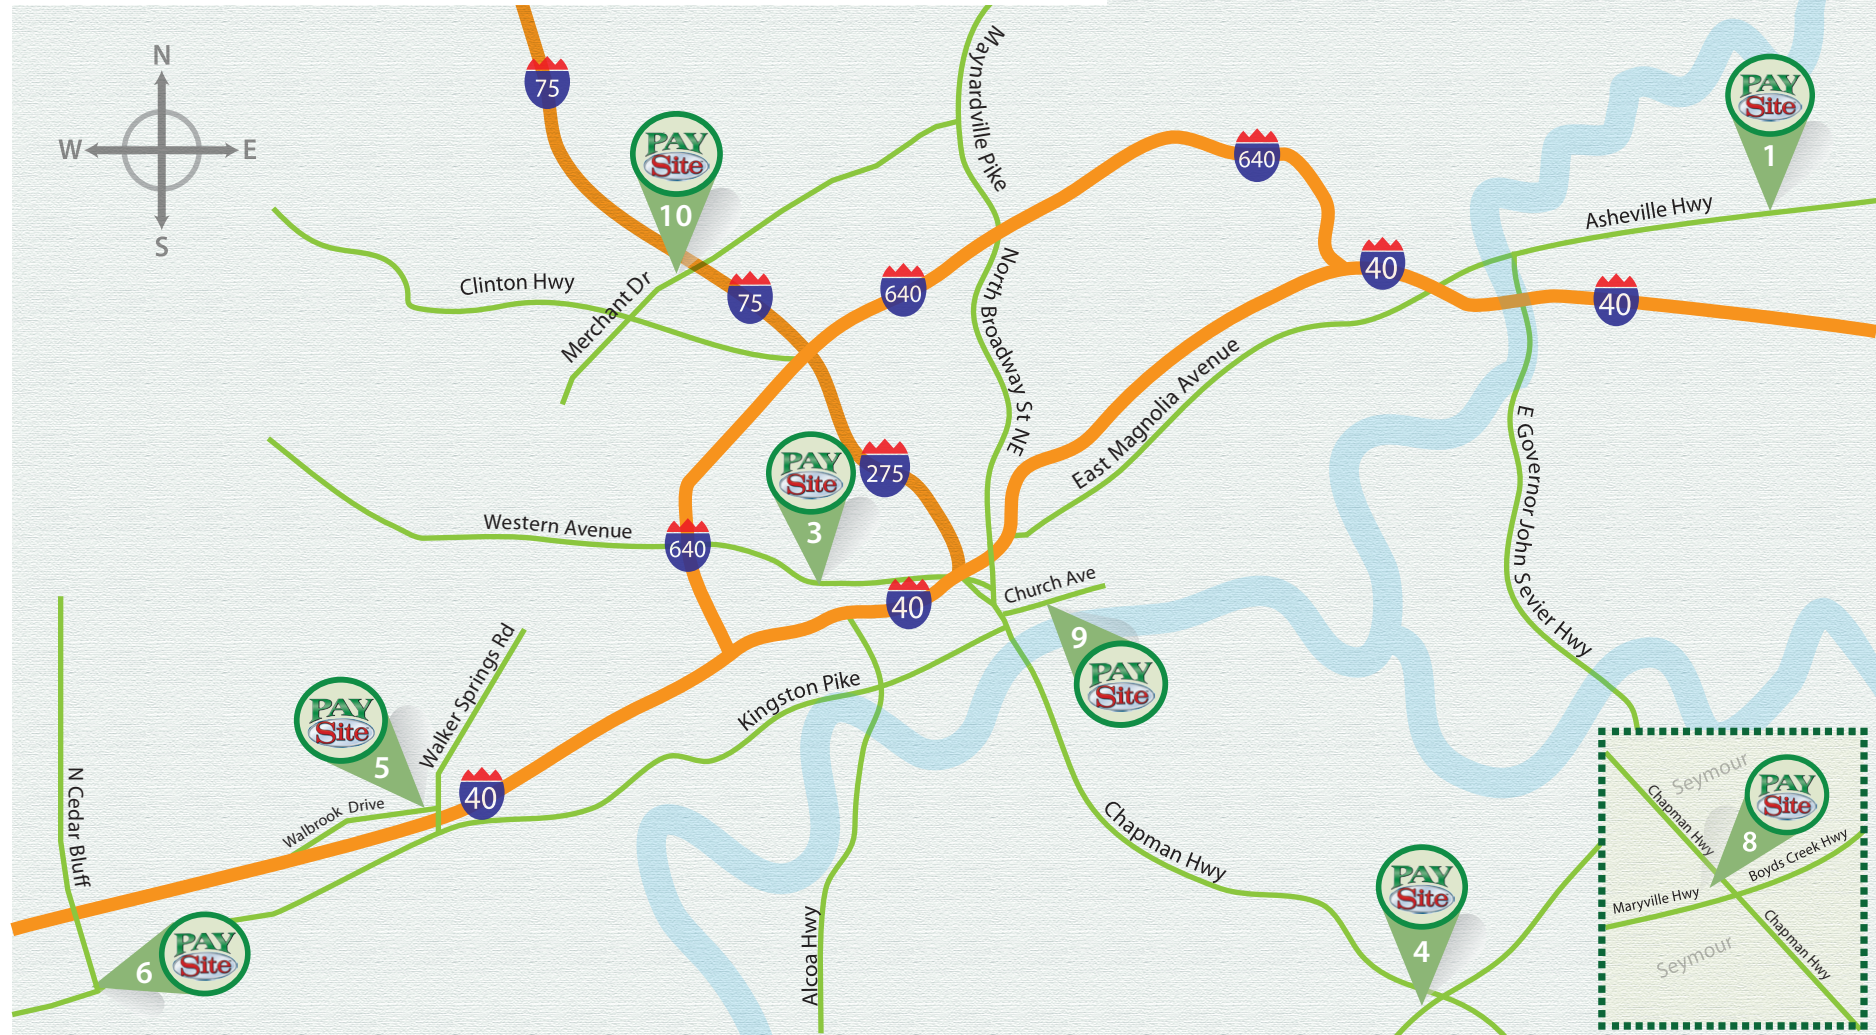 N
W
E
S
75
PAY
Site
10
Maynardville Pike
640
PAY
Site
1
Asheville Hwy
Clinton Hwy
Merchant Dr
75
640
North Broadway St NE
40
40
East Magnolia Avenue
E Governor John Sevier Hwy
PAY
Site
3
275
Western Avenue
640
40
Church Ave
9
PAY
Site
Walker Springs Rd
Kingston Pike
PAY
Site
5
40
Walbrook Drive
N Cedar Bluff
PAY
Site
6
Alcoa Hwy
Chapman Hwy
PAY
Site
4
Seymour
Chapman Hwy
PAY
Site
8
Boyds Creek Hwy
Maryville Hwy
Chapman Hwy
Seymour